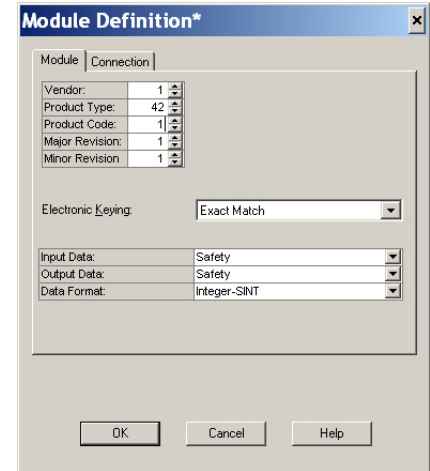 Module Definition*
Module Connection
Vendor: 1
Product Type: 42
Product Code: 1
Major Revision: 1
Minor Revision 1
Electronic Keying: Exact Match
Input Data: Safety
Output Data: Safety
Data Format: Integer-SINT
OK Cancel Help